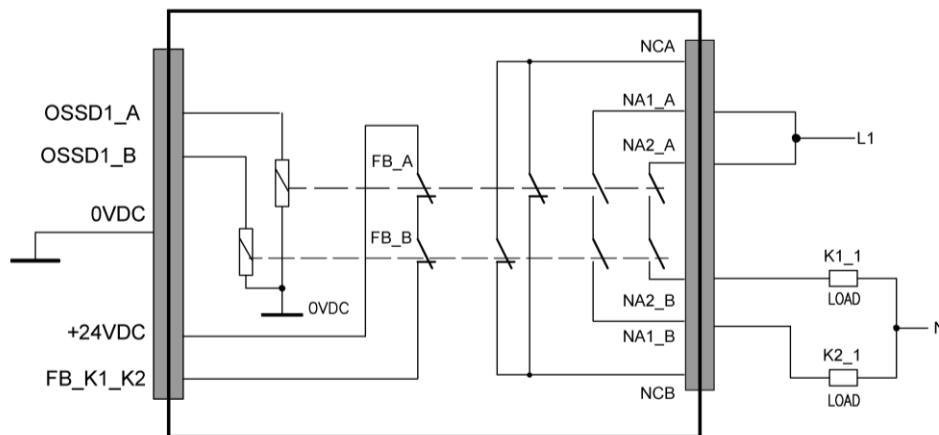 OSSD1_A
OSSD1_B
0VDC
+24VDC
FB_K1_K2
FB_A
FB_B
0VDC
NCA
NA1_A
NA2_A
NA2_B
NA1_B
NCB
L1
K1_1
LOAD
K2_1
LOAD
N